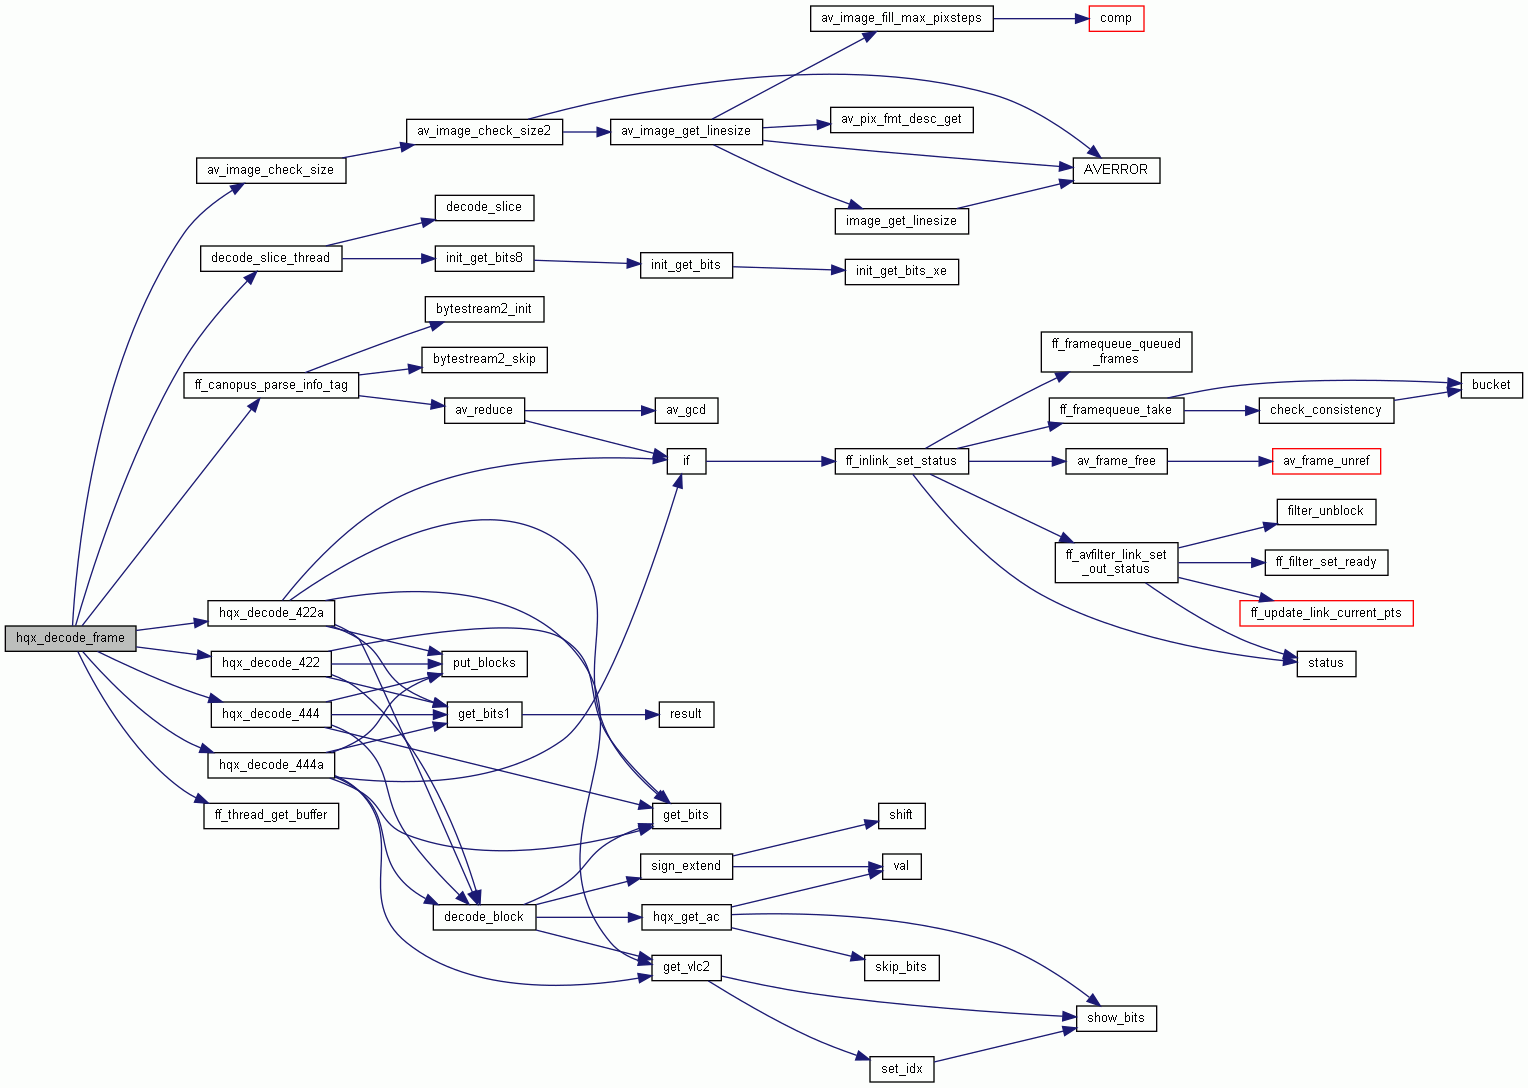 av_image_fill_max_pixsteps
comp
av_pix_fmt_desc_get
av_image_check_size2
av_image_get_linesize
av_image_check_size
AVERROR
decode_slice
image_get_linesize
decode_slice_thread
init_get_bits8
init_get_bits
init_get_bits_xe
bytestream2_init
ff_framequeue_queued
_frames
bytestream2_skip
ff_canopus_parse_info_tag
bucket
av_reduce
av_gcd
ff_framequeue_take
check_consistency
if
ff_inlink_set_status
av_frame_free
av_frame_unref
filter_unblock
ff_avfilter_link_set
_out_status
ff_filter_set_ready
hqx_decode_422a
ff_update_link_current_pts
hqx_decode_frame
hqx_decode_422
put_blocks
status
hqx_decode_444
get_bits1
result
hqx_decode_444a
ff_thread_get_buffer
get_bits
shift
sign_extend
val
decode_block
hqx_get_ac
get_vlc2
skip_bits
show_bits
set_idx